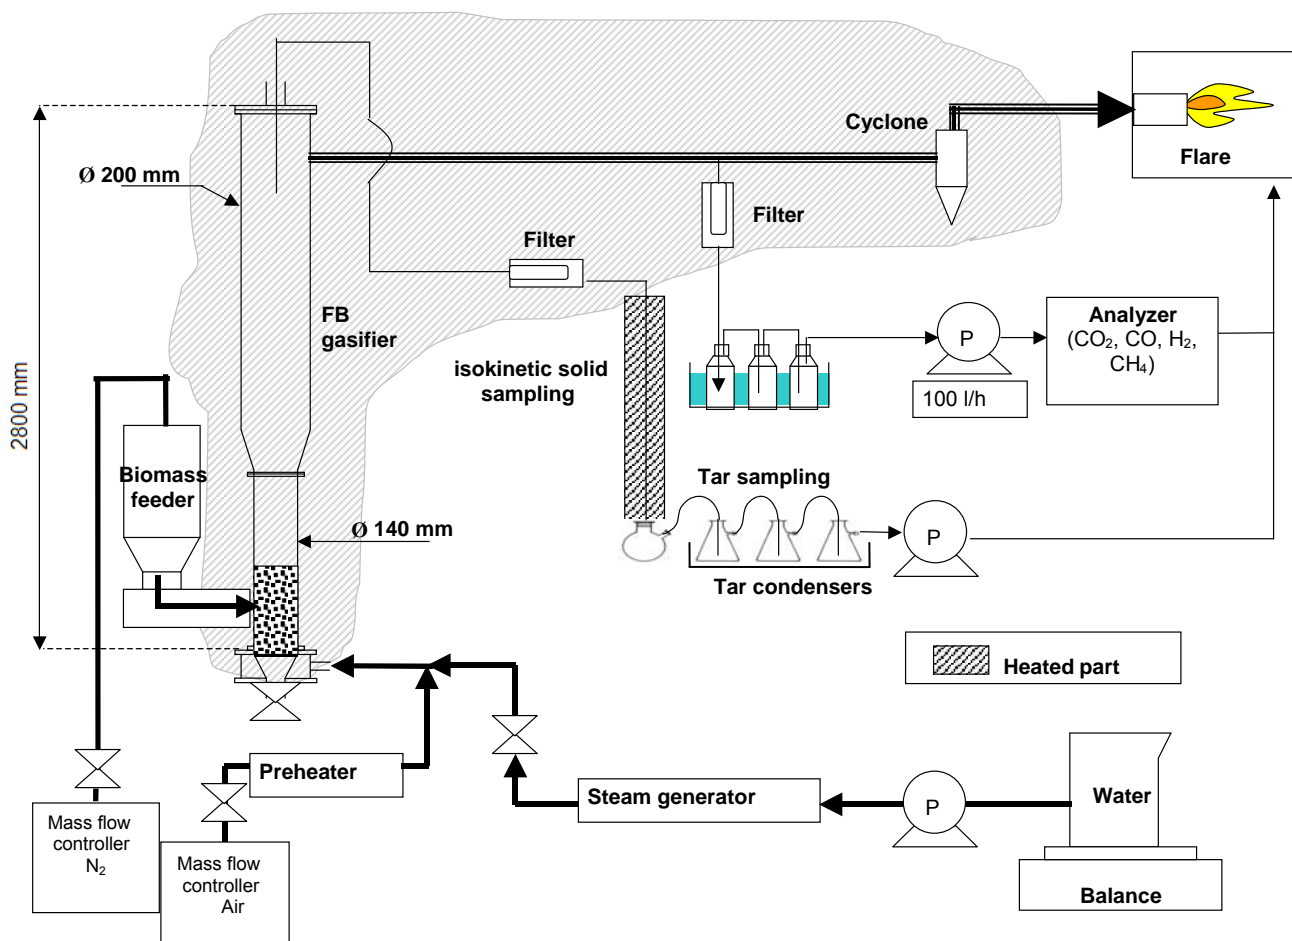 Cyclone
Flare
Ø 200 mm
Filter
Filter
FB
gasifier
2800 mm
isokinetic solid
sampling
P
100 l/h
Analyzer
(CO₂, CO, H₂,
CH₄)
Biomass
feeder
Tar sampling
Ø 140 mm
P
Tar condensers
Heated part
Preheater
Steam generator
P
Water
Balance
Mass flow
controller
N₂
Mass flow
controller
Air